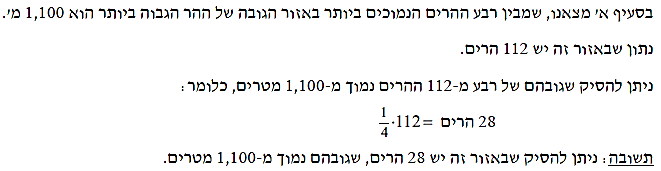 בסעיף א׳ מצאנו, שמבין רבע ההרים הנמוכים ביותר באזור הגובה של ההר הגבוה ביותר הוא 1,100 מ׳.
נתון שבאזור זה יש 112 הרים.
ניתן להסיק שגובהם של רבע מ-112 ההרים נמוך מ-1,100 מטרים, כלומר:
28 הרים = 112·1/4
תשובה: ניתן להסיק שבאזור זה יש 28 הרים, שגובהם נמוך מ-1,100 מטרים.